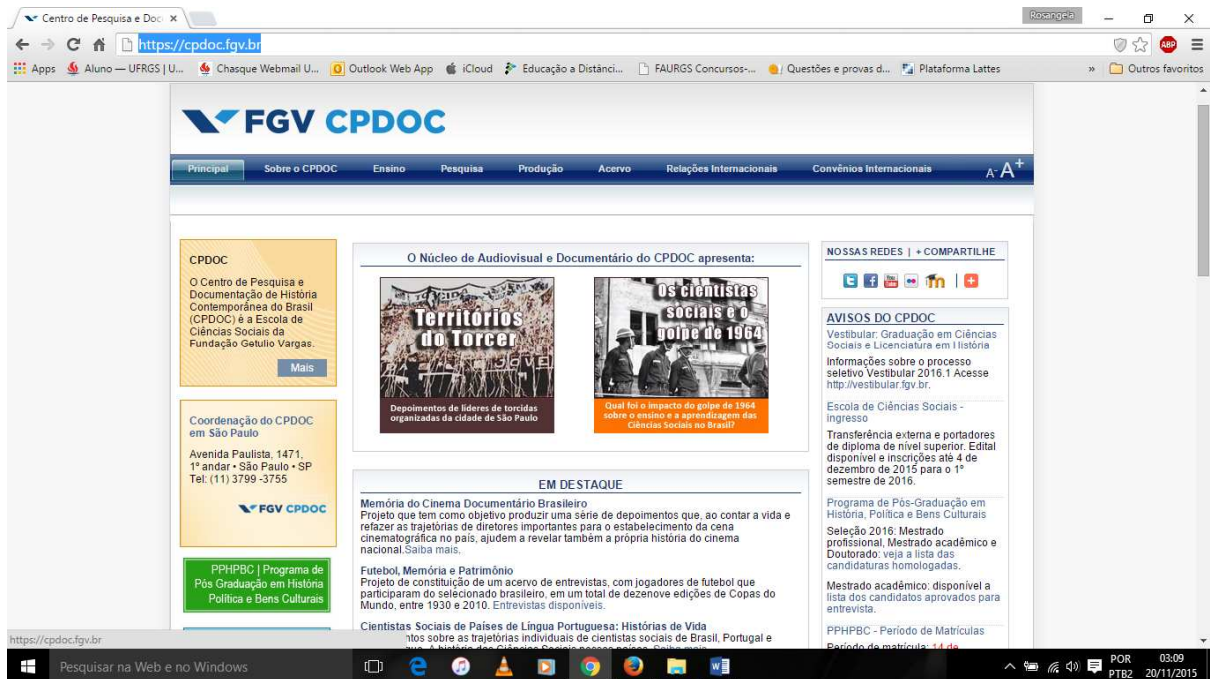 Centro de Pesquisa e Doc
Rosangela
https://cpdoc.fgv.br
Apps
Aluno — UFRGS | U...
Chasque Webmail U...
Outlook Web App
iCloud
Educação a Distânci...
FAURGS Concursos-...
Questões e provas d...
Plataforma Lattes
Outros favoritos
FGV CPDOC
Principal
Sobre o CPDOC
Ensino
Pesquisa
Produção
Acervo
Relações Internacionais
Convênios Internacionais
A- A+
CPDOC
O Centro de Pesquisa e
Documentação de História
Contemporânea do Brasil
(CPDOC) é a Escola de
Ciências Sociais da
Fundação Getulio Vargas.
Mais
Coordenação do CPDOC
em São Paulo
Avenida Paulista, 1471,
1º andar • São Paulo • SP
Tel: (11) 3799 -3755
FGV CPDOC
PPHPBC | Programa de
Pós Graduação em História
Política e Bens Culturais
O Núcleo de Audiovisual e Documentário do CPDOC apresenta:
Territórios
do Torcer
Depoimentos de líderes de torcidas
organizadas da cidade de São Paulo
Os cientistas
sociais e o
golpe de 1964
Qual foi o impacto do golpe de 1964
sobre o ensino e a aprendizagem das
Ciências Sociais no Brasil?
EM DESTAQUE
Memória do Cinema Documentário Brasileiro
Projeto que tem como objetivo produzir uma série de depoimentos que, ao contar a vida e
refazer as trajetórias de diretores importantes para o estabelecimento da cena
cinematográfica no país, ajudem a revelar também a própria história do cinema
nacional.Saiba mais.
Futebol, Memória e Patrimônio
Projeto de constituição de um acervo de entrevistas, com jogadores de futebol que
participaram do selecionado brasileiro, em um total de dezenove edições de Copas do
Mundo, entre 1930 e 2010. Entrevistas disponíveis.
Cientistas Sociais de Países de Língua Portuguesa: Histórias de Vida
ntos sobre as trajetórias individuais de cientistas sociais de Brasil, Portugal e
NOSSAS REDES | + COMPARTILHE
AVISOS DO CPDOC
Vestibular: Graduação em Ciências
Sociais e Licenciatura em História
Informações sobre o processo
seletivo Vestibular 2016.1 Acesse
http://vestibular.fgv.br.
Escola de Ciências Sociais -
ingresso
Transferência externa e portadores
de diploma de nível superior. Edital
disponível e inscrições até 4 de
dezembro de 2015 para o 1º
semestre de 2016.
Programa de Pós-Graduação em
História, Política e Bens Culturais
Seleção 2016: Mestrado
profissional, Mestrado acadêmico e
Doutorado: veja a lista das
candidaturas homologadas.
Mestrado acadêmico: disponível a
lista dos candidatos aprovados para
entrevista.
PPHPBC - Período de Matrículas
Período de matrícula: 14 de
https://cpdoc.fgv.br
Pesquisar na Web e no Windows
POR
PTB2
03:09
20/11/2015